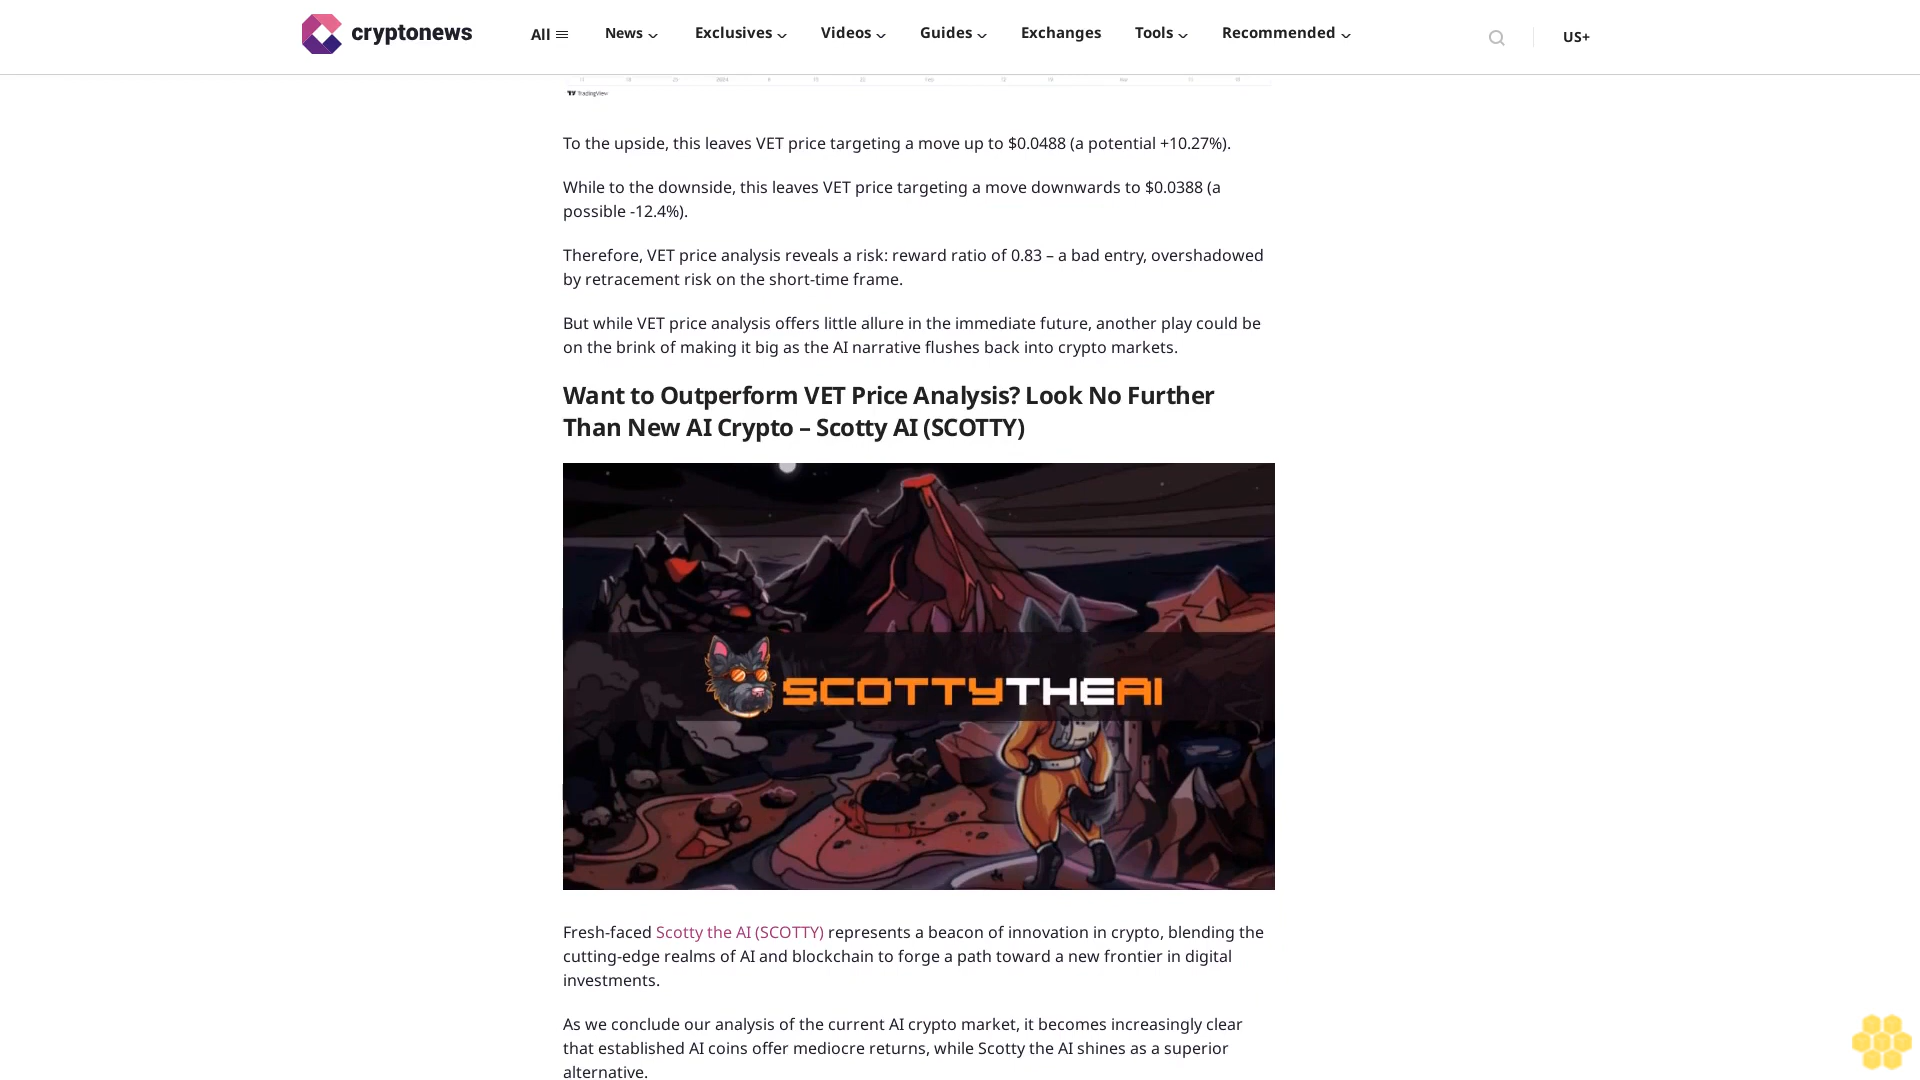 cryptonews
All
News
Exclusives
Videos
Guides
Exchanges
Tools
Recommended
US+
TradingView
To the upside, this leaves VET price targeting a move up to $0.0488 (a potential +10.27%).
While to the downside, this leaves VET price targeting a move downwards to $0.0388 (a
possible -12.4%).
Therefore, VET price analysis reveals a risk: reward ratio of 0.83 – a bad entry, overshadowed
by retracement risk on the short-time frame.
But while VET price analysis offers little allure in the immediate future, another play could be
on the brink of making it big as the AI narrative flushes back into crypto markets.
Want to Outperform VET Price Analysis? Look No Further
Than New AI Crypto – Scotty AI (SCOTTY)
SCOTTYTHEAI
Fresh-faced Scotty the AI (SCOTTY) represents a beacon of innovation in crypto, blending the
cutting-edge realms of AI and blockchain to forge a path toward a new frontier in digital
investments.
As we conclude our analysis of the current AI crypto market, it becomes increasingly clear
that established AI coins offer mediocre returns, while Scotty the AI shines as a superior
alternative.